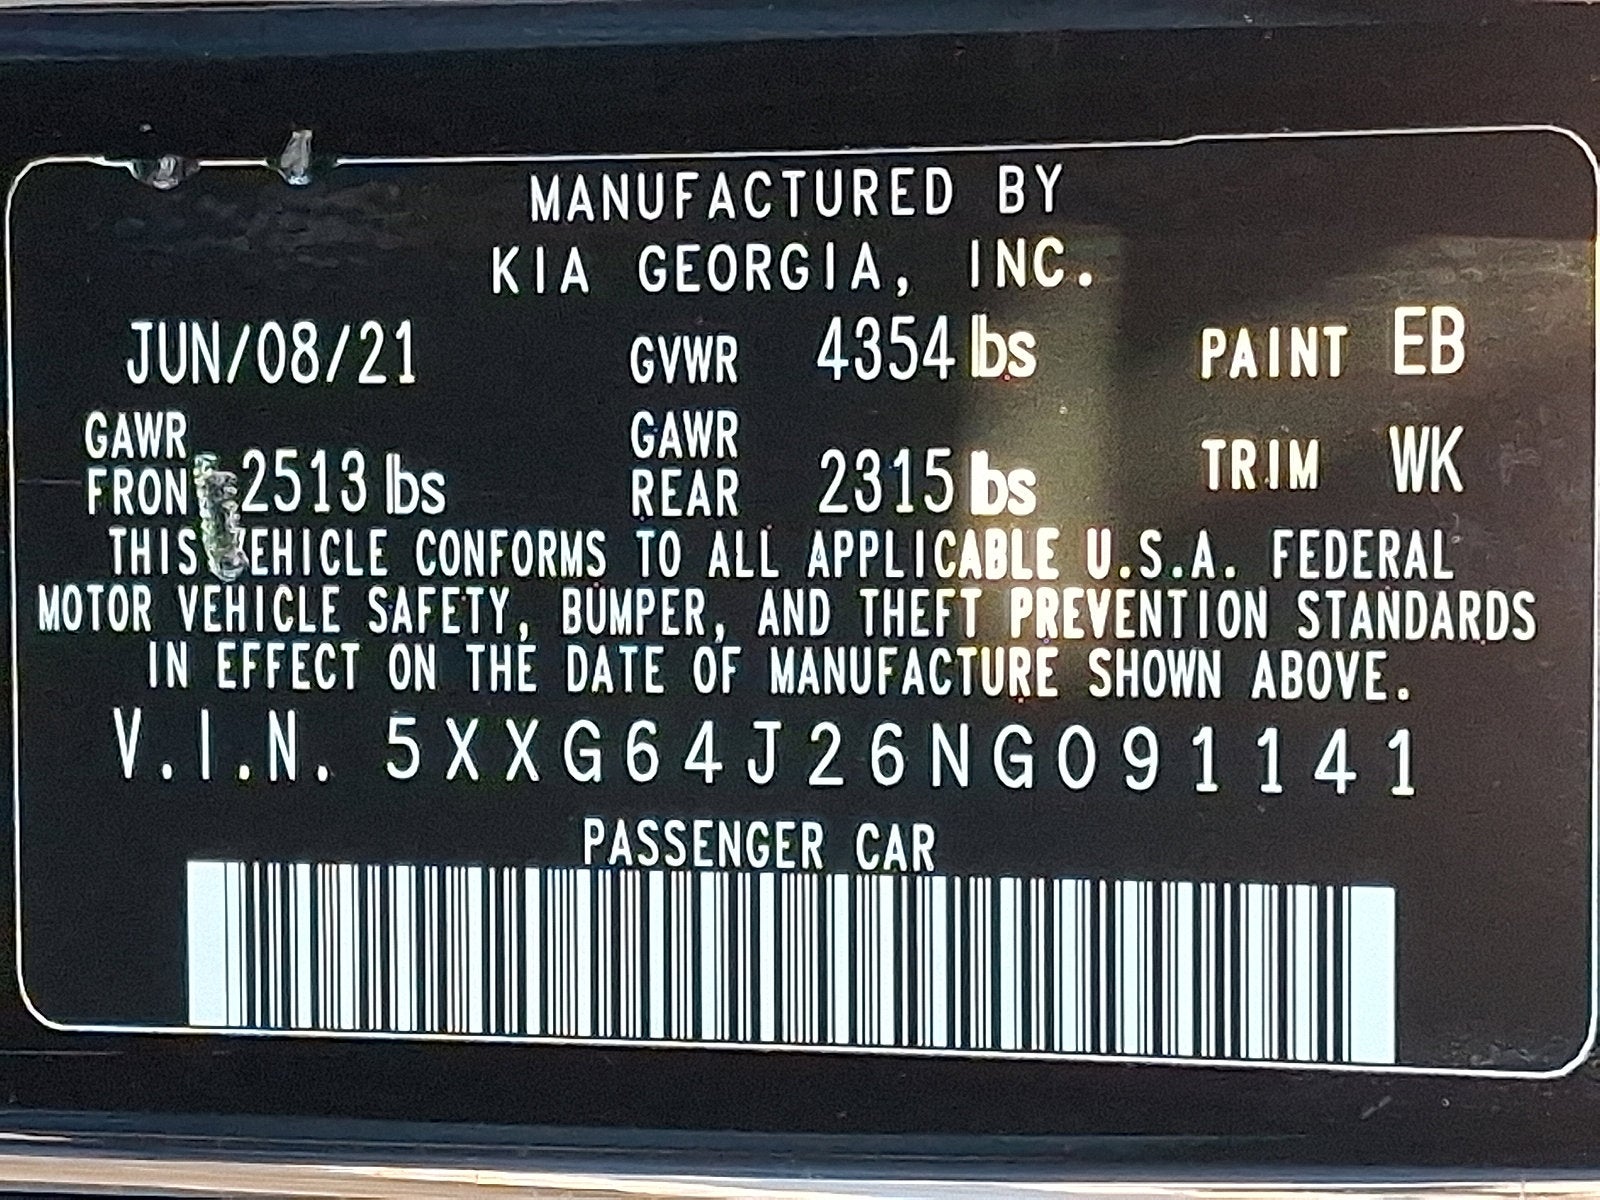 MANUFACTURED BY
KIA GEORGIA, INC.
JUN/08/21 GVWR 4354 lbs PAINT EB
GAWR FRON 2513 lbs GAWR REAR 2315 lbs TRIM WK
THIS VEHICLE CONFORMS TO ALL APPLICABLE U.S.A. FEDERAL
MOTOR VEHICLE SAFETY, BUMPER, AND THEFT PREVENTION STANDARDS
IN EFFECT ON THE DATE OF MANUFACTURE SHOWN ABOVE.
V.I.N. 5XXG64J26NG091141
PASSENGER CAR